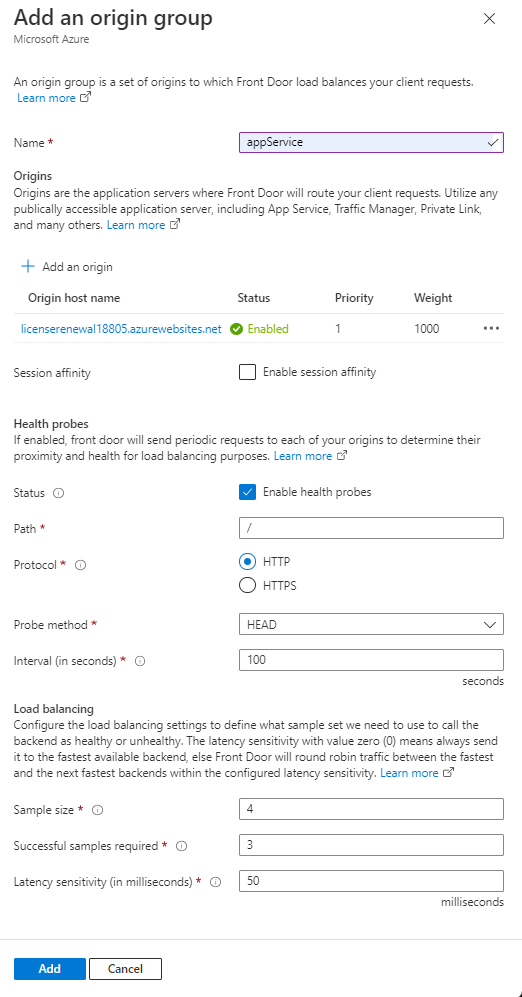 Add an origin group
Microsoft Azure
An origin group is a set of origins to which Front Door load balances your client requests.
Learn more
Name *
appService
Origins
Origins are the application servers where Front Door will route your client requests. Utilize any
publically accessible application server, including App Service, Traffic Manager, Private Link,
and many others. Learn more
+ Add an origin
Origin host name Status Priority Weight
licenserenewal18805.azurewebsites.net Enabled 1 1000 ...
Session affinity
Enable session affinity
Health probes
If enabled, front door will send periodic requests to each of your origins to determine their
proximity and health for load balancing purposes. Learn more
Status
Enable health probes
Path *
/
Protocol *
HTTP
HTTPS
Probe method *
HEAD
Interval (in seconds) *
100
seconds
Load balancing
Configure the load balancing settings to define what sample set we need to use to call the
backend as healthy or unhealthy. The latency sensitivity with value zero (0) means always send
it to the fastest available backend, else Front Door will round robin traffic between the fastest
and the next fastest backends within the configured latency sensitivity. Learn more
Sample size *
4
Successful samples required *
3
Latency sensitivity (in milliseconds) *
50
milliseconds
Add
Cancel